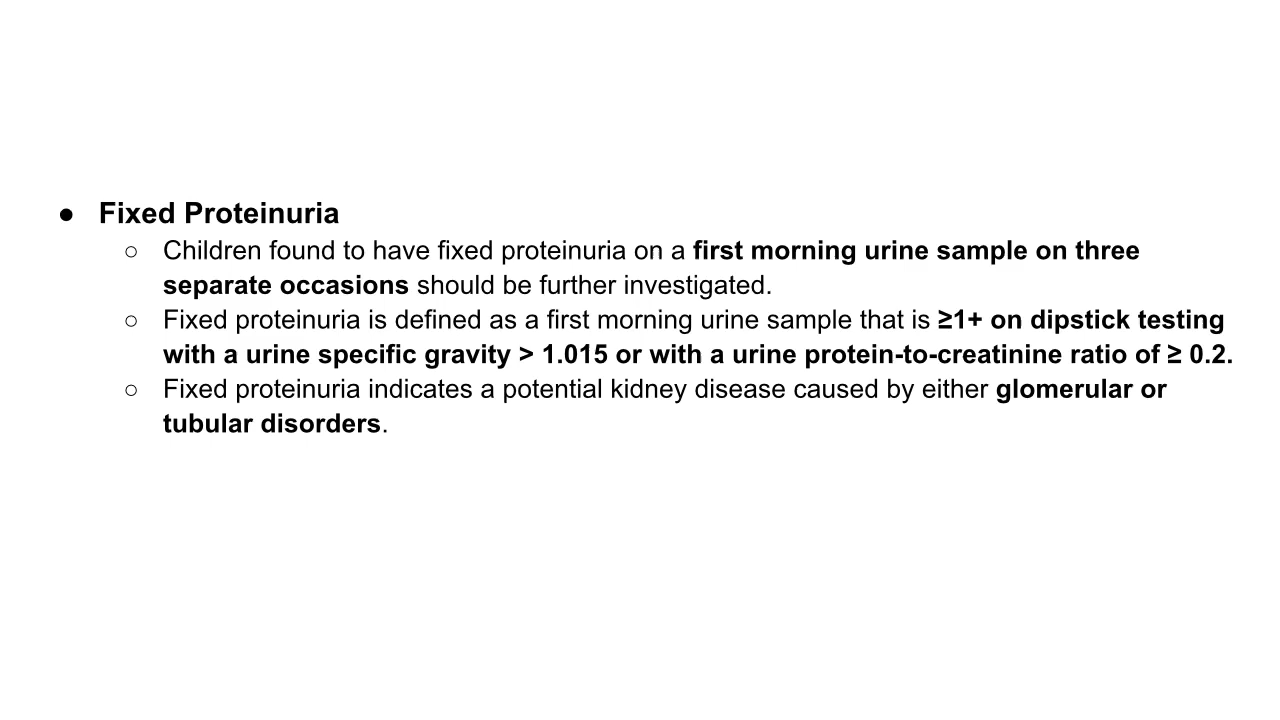 ● Fixed Proteinuria
○ Children found to have fixed proteinuria on a first morning urine sample on three
separate occasions should be further investigated.
○ Fixed proteinuria is defined as a first morning urine sample that is ≥1+ on dipstick testing
with a urine specific gravity > 1.015 or with a urine protein-to-creatinine ratio of ≥ 0.2.
○ Fixed proteinuria indicates a potential kidney disease caused by either glomerular or
tubular disorders.